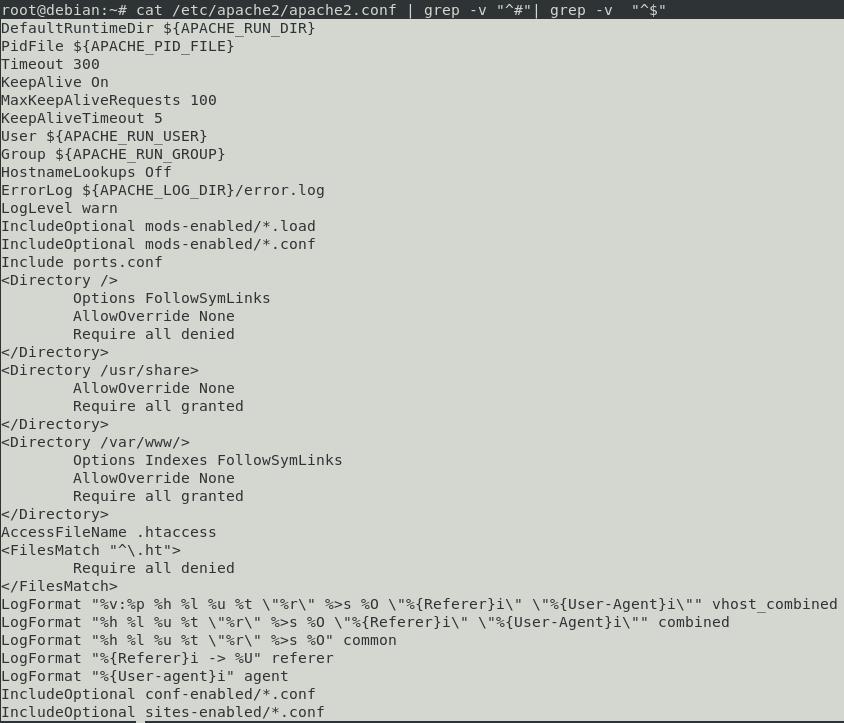 root@debian:~# cat /etc/apache2/apache2.conf | grep -v "^#"| grep -v  "^$"
DefaultRuntimeDir ${APACHE_RUN_DIR}
PidFile ${APACHE_PID_FILE}
Timeout 300
KeepAlive On
MaxKeepAliveRequests 100
KeepAliveTimeout 5
User ${APACHE_RUN_USER}
Group ${APACHE_RUN_GROUP}
HostnameLookups Off
ErrorLog ${APACHE_LOG_DIR}/error.log
LogLevel warn
IncludeOptional mods-enabled/*.load
IncludeOptional mods-enabled/*.conf
Include ports.conf
<Directory />
        Options FollowSymLinks
        AllowOverride None
        Require all denied
</Directory>
<Directory /usr/share>
        AllowOverride None
        Require all granted
</Directory>
<Directory /var/www/>
        Options Indexes FollowSymLinks
        AllowOverride None
        Require all granted
</Directory>
AccessFileName .htaccess
<FilesMatch "^\.ht">
        Require all denied
</FilesMatch>
LogFormat "%v:%p %h %l %u %t \"%r\" %>s %O \"%{Referer}i\" \"%{User-Agent}i\"" vhost_combined
LogFormat "%h %l %u %t \"%r\" %>s %O \"%{Referer}i\" \"%{User-Agent}i\"" combined
LogFormat "%h %l %u %t \"%r\" %>s %O" common
LogFormat "%{Referer}i -> %U" referer
LogFormat "%{User-agent}i" agent
IncludeOptional conf-enabled/*.conf
IncludeOptional sites-enabled/*.conf